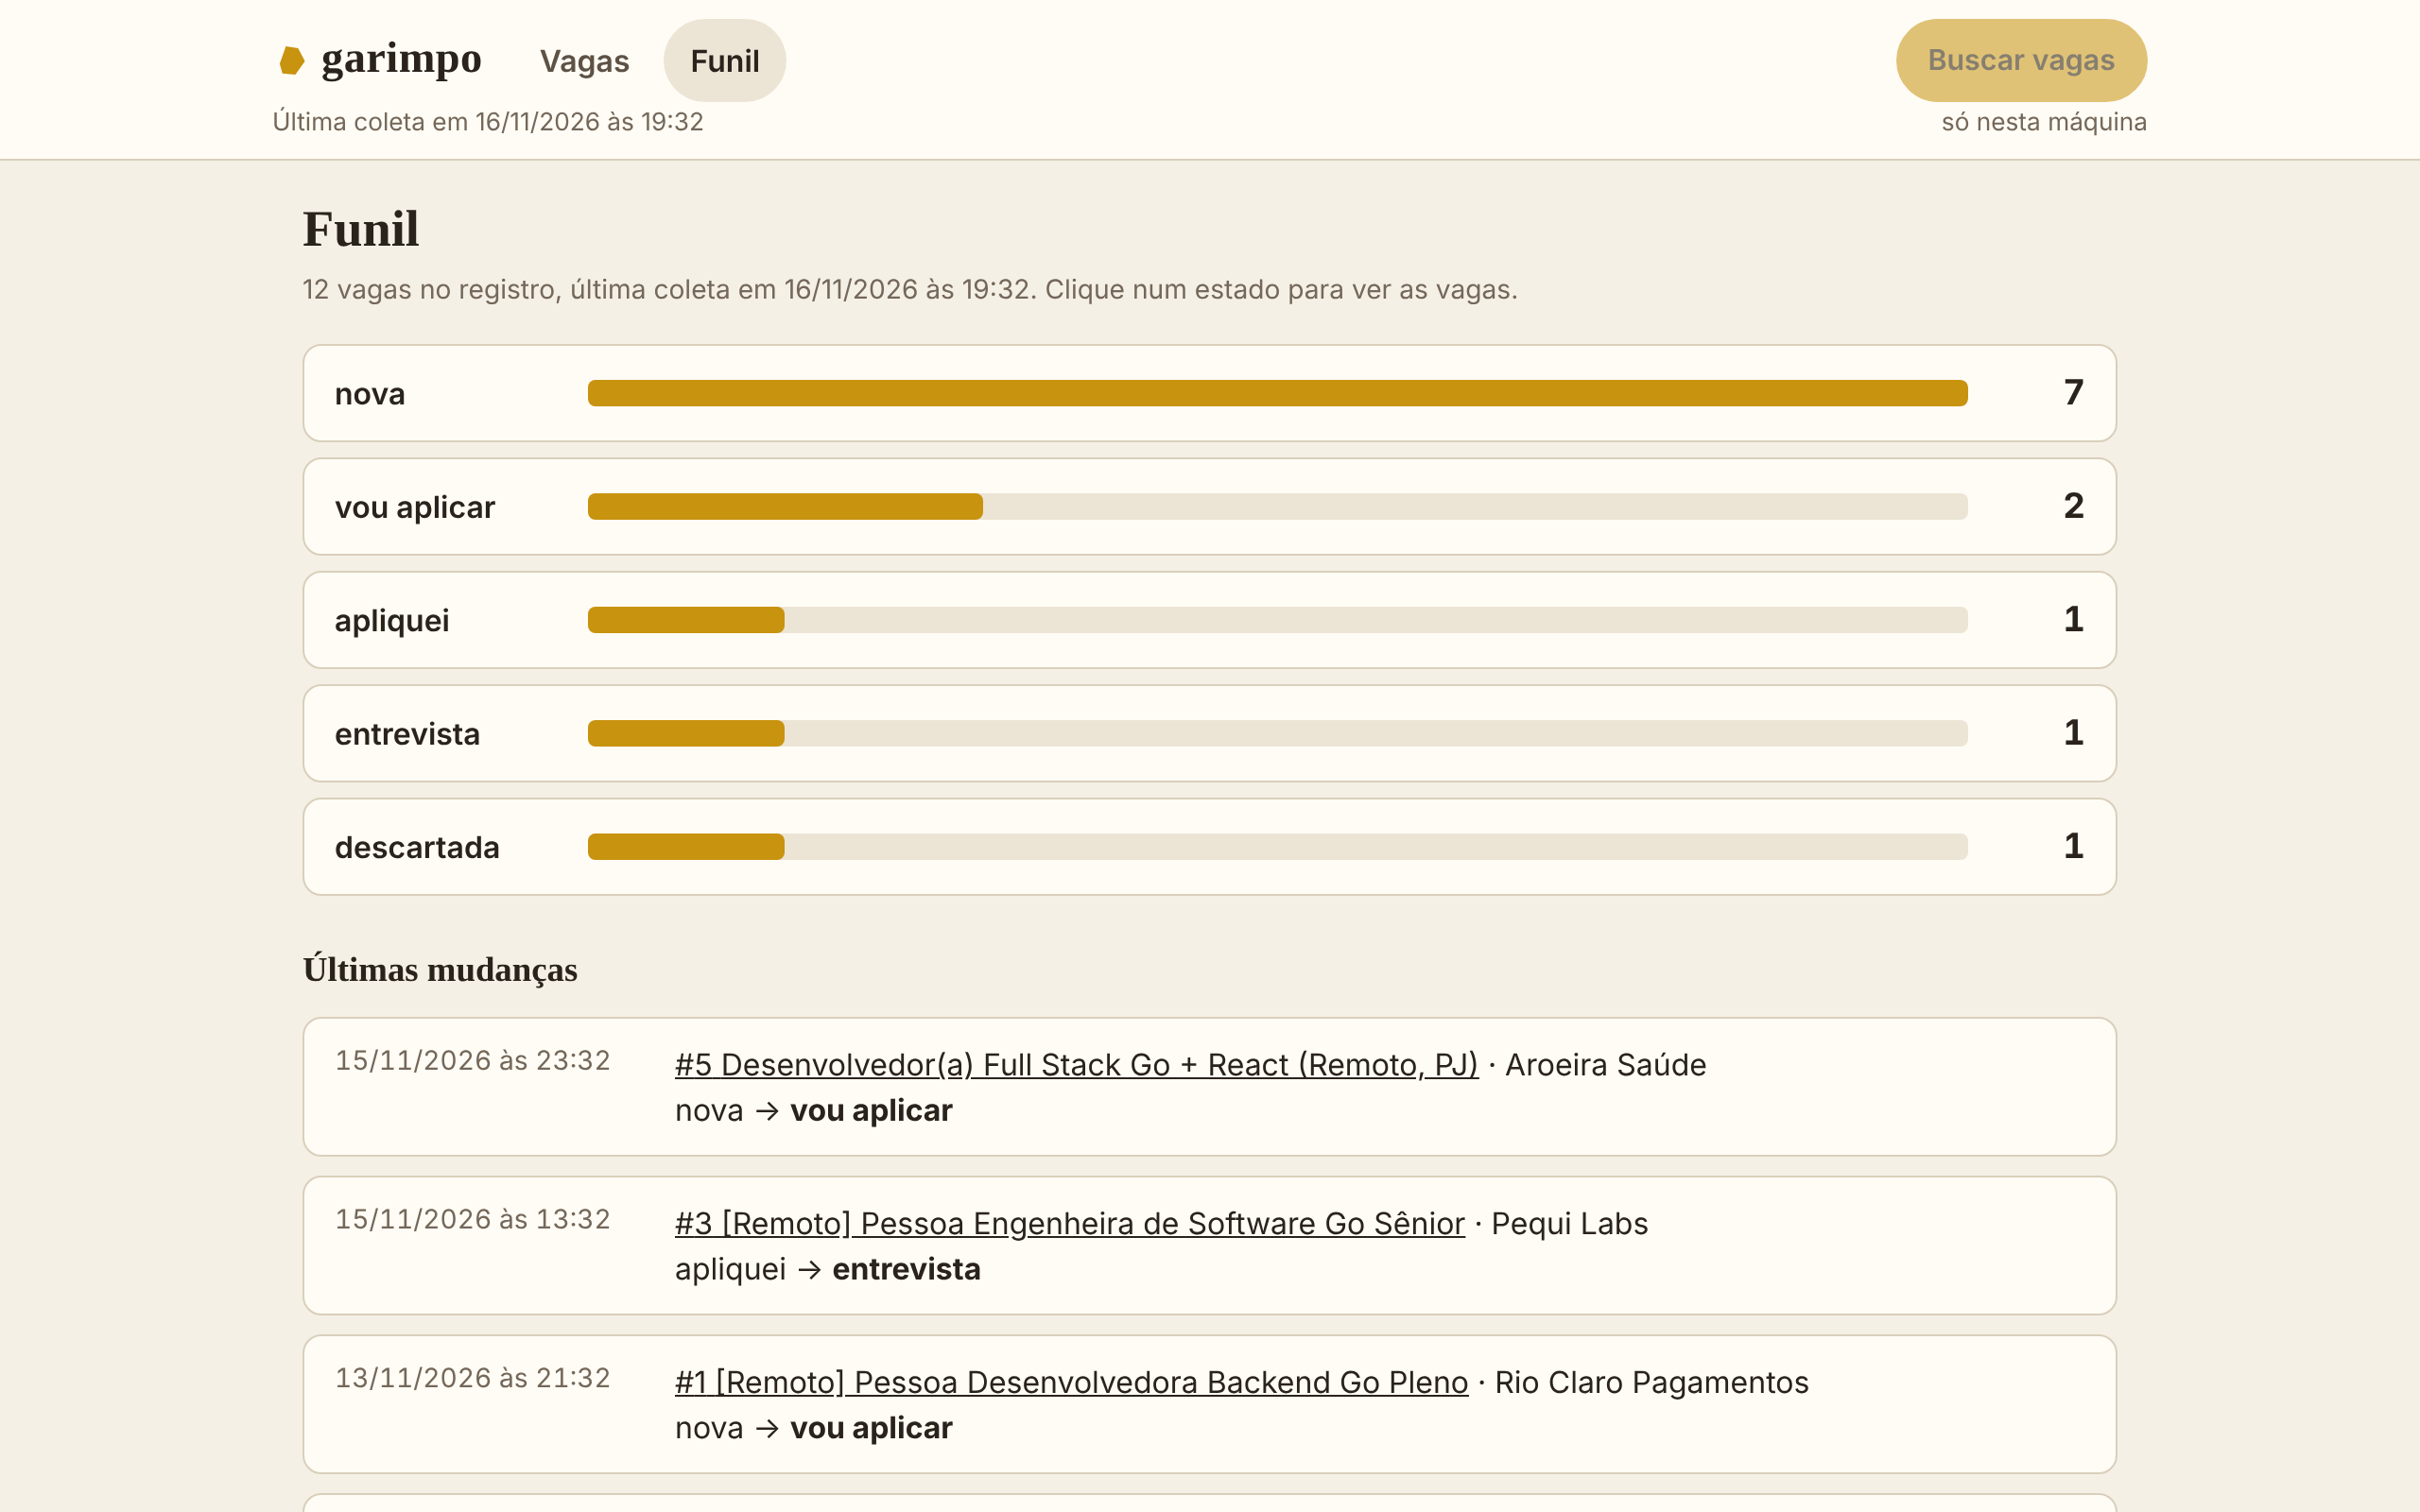 garimpo
Vagas
Funil
Buscar vagas
Última coleta em 16/11/2026 às 19:32
só nesta máquina
Funil
12 vagas no registro, última coleta em 16/11/2026 às 19:32. Clique num estado para ver as vagas.
nova 7
vou aplicar 2
apliquei 1
entrevista 1
descartada 1
Últimas mudanças
15/11/2026 às 23:32 #5 Desenvolvedor(a) Full Stack Go + React (Remoto, PJ) · Aroeira Saúde
nova → vou aplicar
15/11/2026 às 13:32 #3 [Remoto] Pessoa Engenheira de Software Go Sênior · Pequi Labs
apliquei → entrevista
13/11/2026 às 21:32 #1 [Remoto] Pessoa Desenvolvedora Backend Go Pleno · Rio Claro Pagamentos
nova → vou aplicar